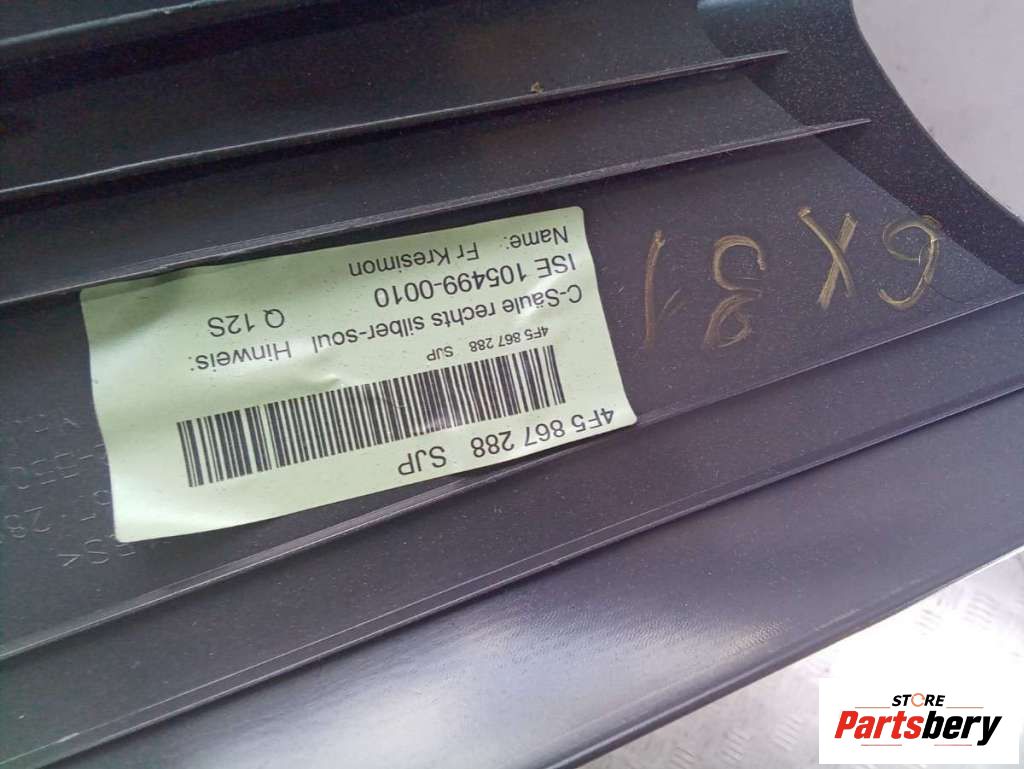 4F5 867 288 SJP
4F5 867 288 SJP
C-Säule rechts silber-soul Hinweis:
ISE 105499-0010 Q 12S
Name: Fr Kresimon
STORE
Partsbery